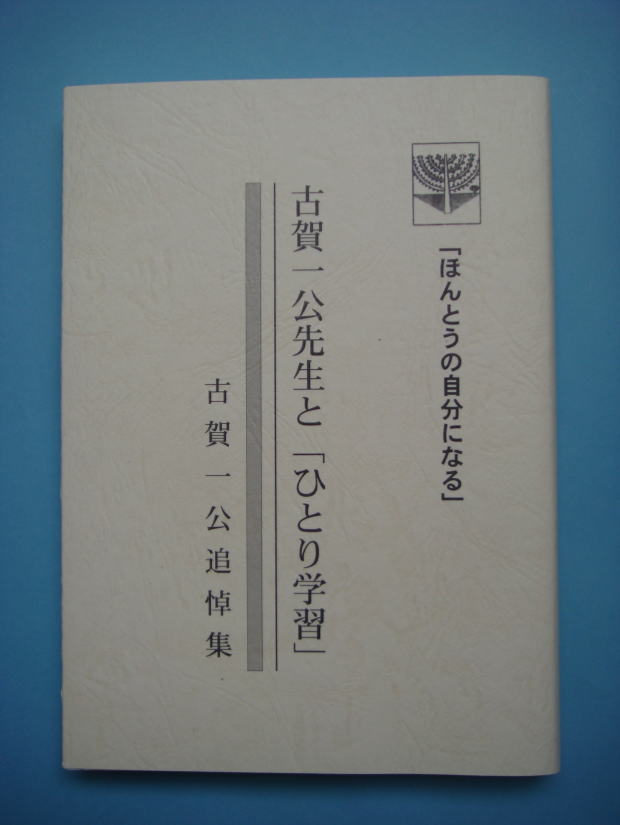 「ほんとうの自分になる」
古賀一公先生と「ひとり学習」
古賀一公追悼集